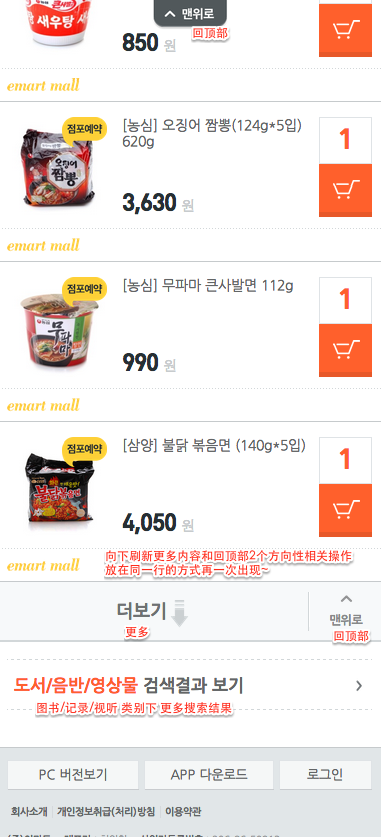 맨위로
回顶部
새우탕
850 원
emart mall
점포예약
[농심] 오징어 짬뽕(124g*5입)
620g
1
오징어
짬뽕
3,630 원
emart mall
점포예약
[농심] 무파마 큰사발면 112g
1
무파마
990 원
emart mall
점포예약
[삼양] 불닭 볶음면 (140g*5입)
1
불닭볶음면
4,050 원
向下刷新更多内容和回顶部2个方向性相关操作
放在同一行的方式再一次出现~
emart mall
더보기
更多
맨위로
回顶部
도서/음반/영상물 검색결과 보기
图书/记录/视听 类别下 更多搜索结果
PC 버전보기
APP 다운로드
로그인
회사소개 개인정보취급(처리)방침 이용약관